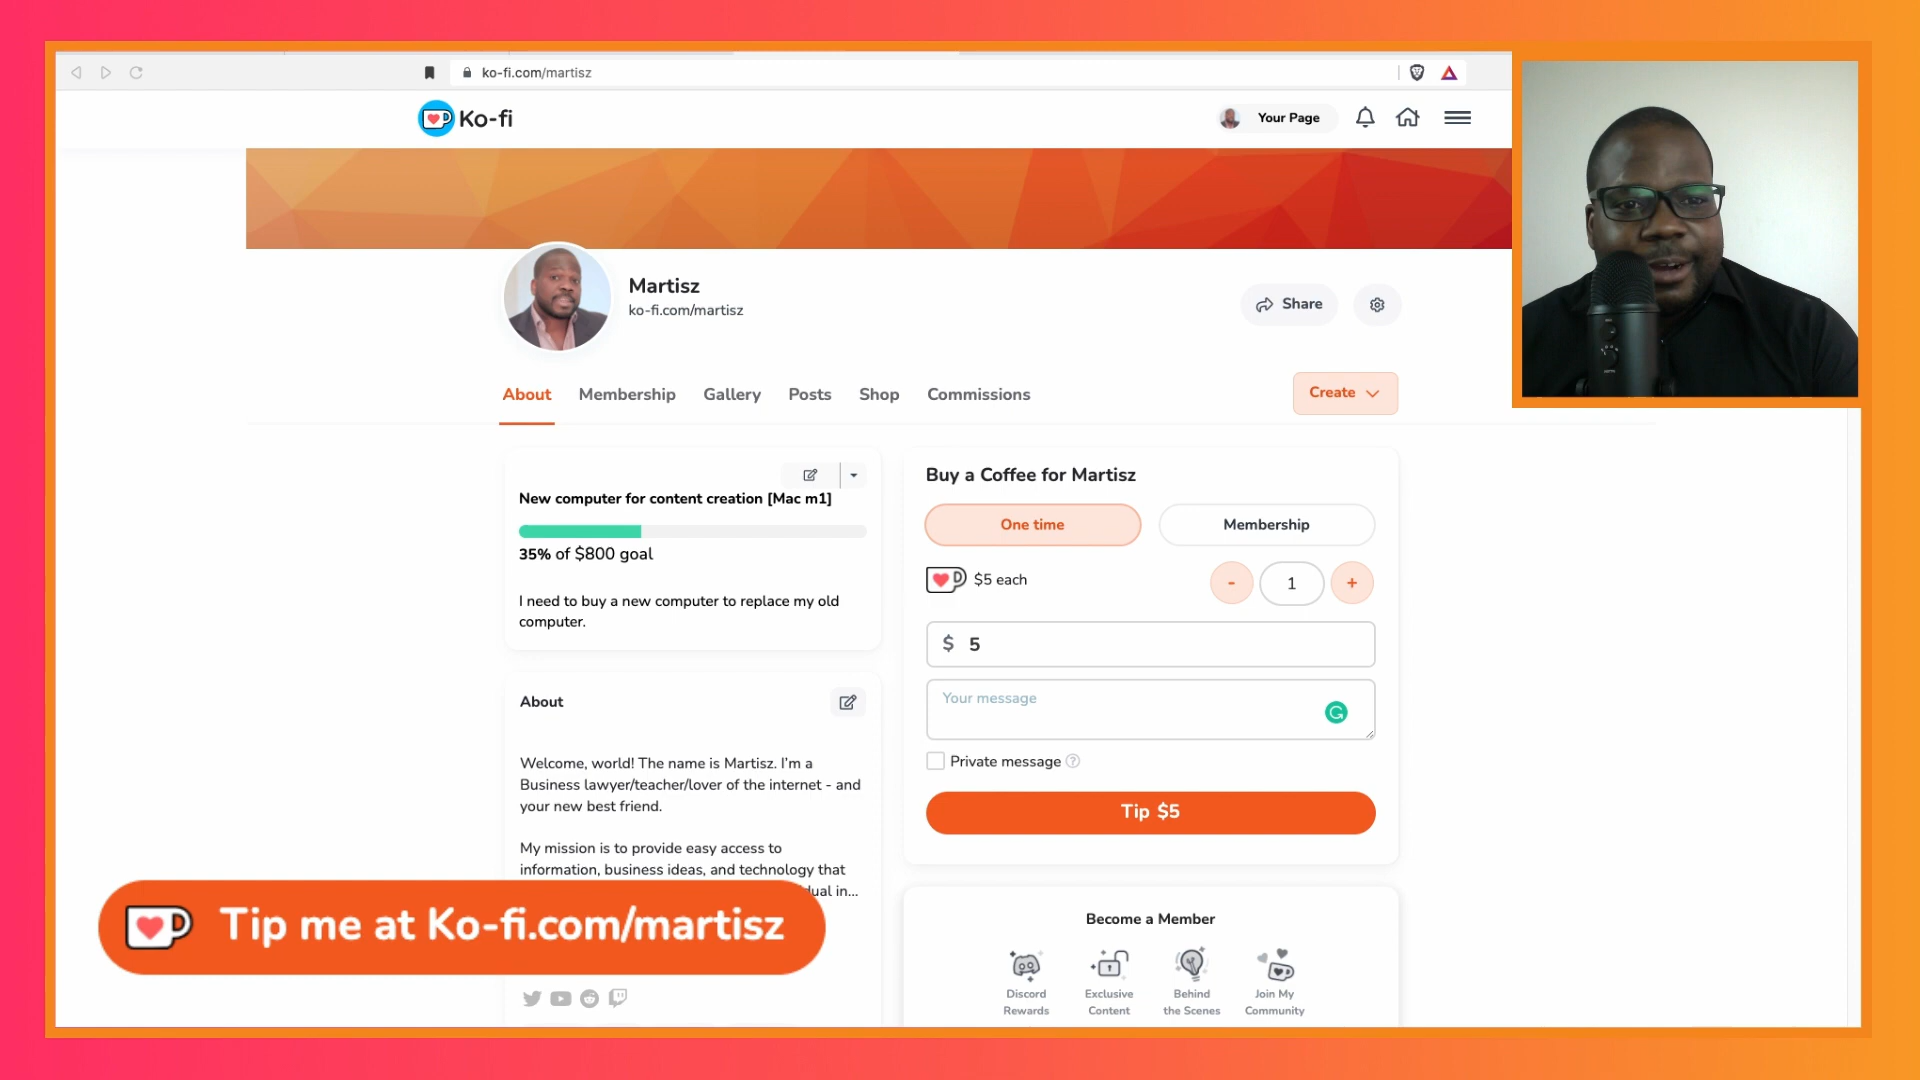 ko-fi.com/martisz
Ko-fi
Your Page
Martisz
ko-fi.com/martisz
Share
About
Membership
Gallery
Posts
Shop
Commissions
Create
New computer for content creation [Mac m1]
35% of $800 goal
I need to buy a new computer to replace my old
computer.
About
Welcome, world! The name is Martisz. I'm a
Business lawyer/teacher/lover of the internet - and
your new best friend.
My mission is to provide easy access to
information, business ideas, and technology that
in...
Tip me at Ko-fi.com/martisz
Buy a Coffee for Martisz
One time
Membership
$5 each
-
1
+
$ 5
Your message
Private message
Tip $5
Become a Member
Discord
Rewards
Exclusive
Content
Behind
the Scenes
Join My
Community